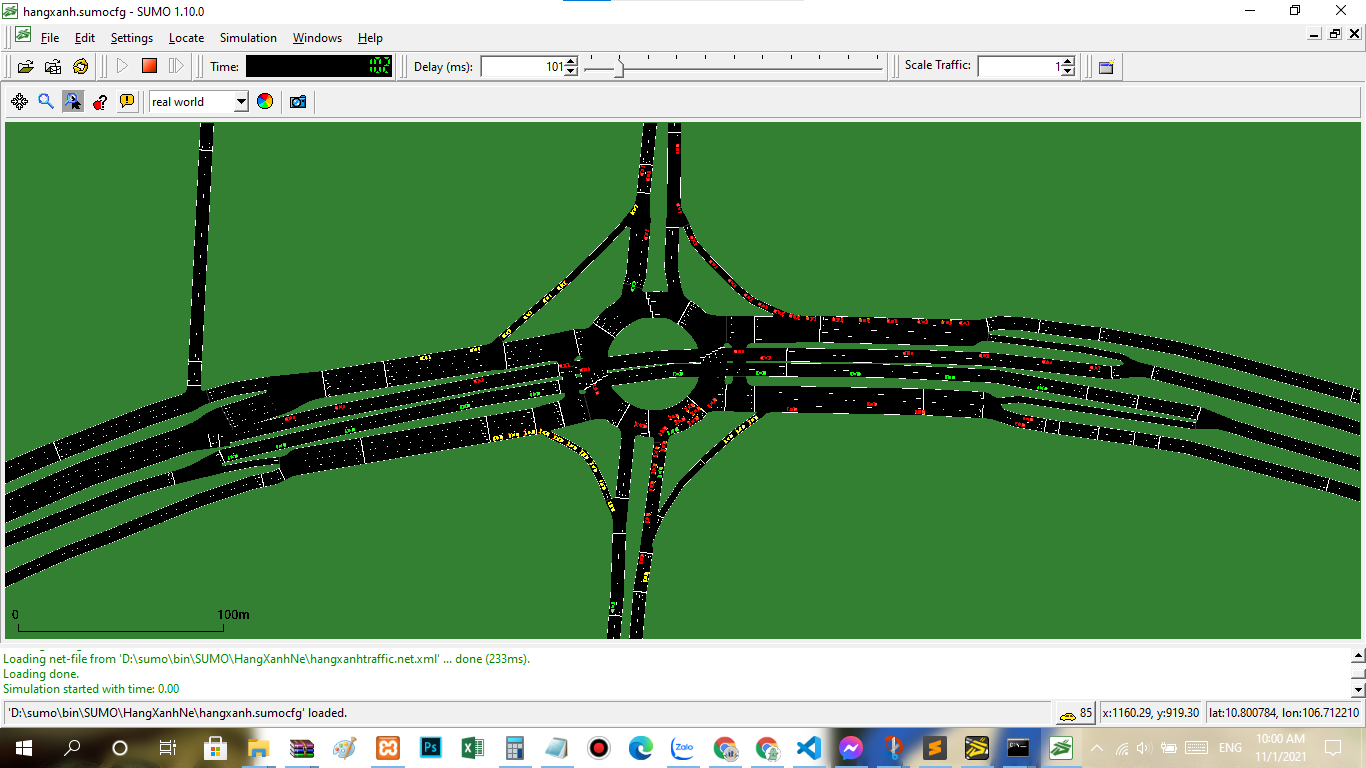 hangxanh.sumocfg - SUMO 1.10.0
File Edit Settings Locate Simulation Windows Help
Time: 102 Delay (ms): 101 Scale Traffic: 1
real world
0 100m
Loading net-file from 'D:\sumo\bin\SUMO\HangXanhNe\hangxanhtraffic.net.xml' ... done (233ms).
Loading done.
Simulation started with time: 0.00
'D:\sumo\bin\SUMO\HangXanhNe\hangxanh.sumocfg' loaded. 85 x:1160.29, y:919.30 lat:10.800784, lon:106.712210
Ps Zalo ENG 10:00 AM
11/1/2021